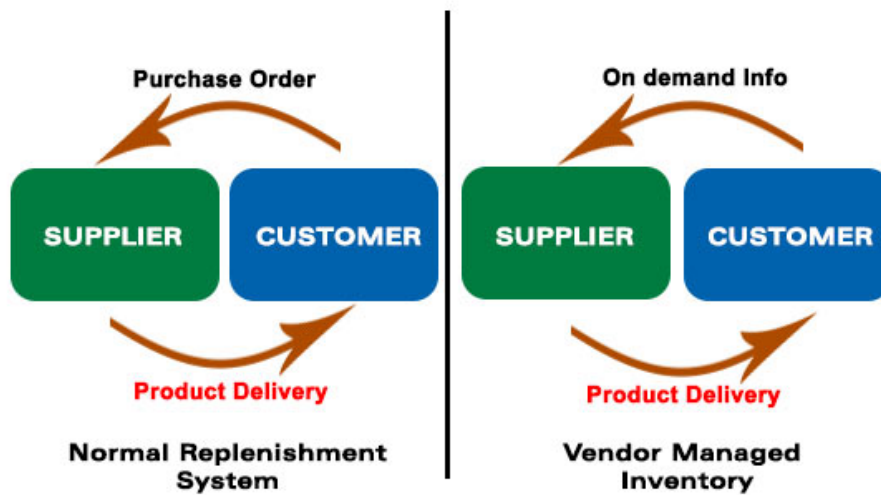 Purchase Order
SUPPLIER
CUSTOMER
Product Delivery
Normal Replenishment
System
On demand Info
SUPPLIER
CUSTOMER
Product Delivery
Vendor Managed
Inventory